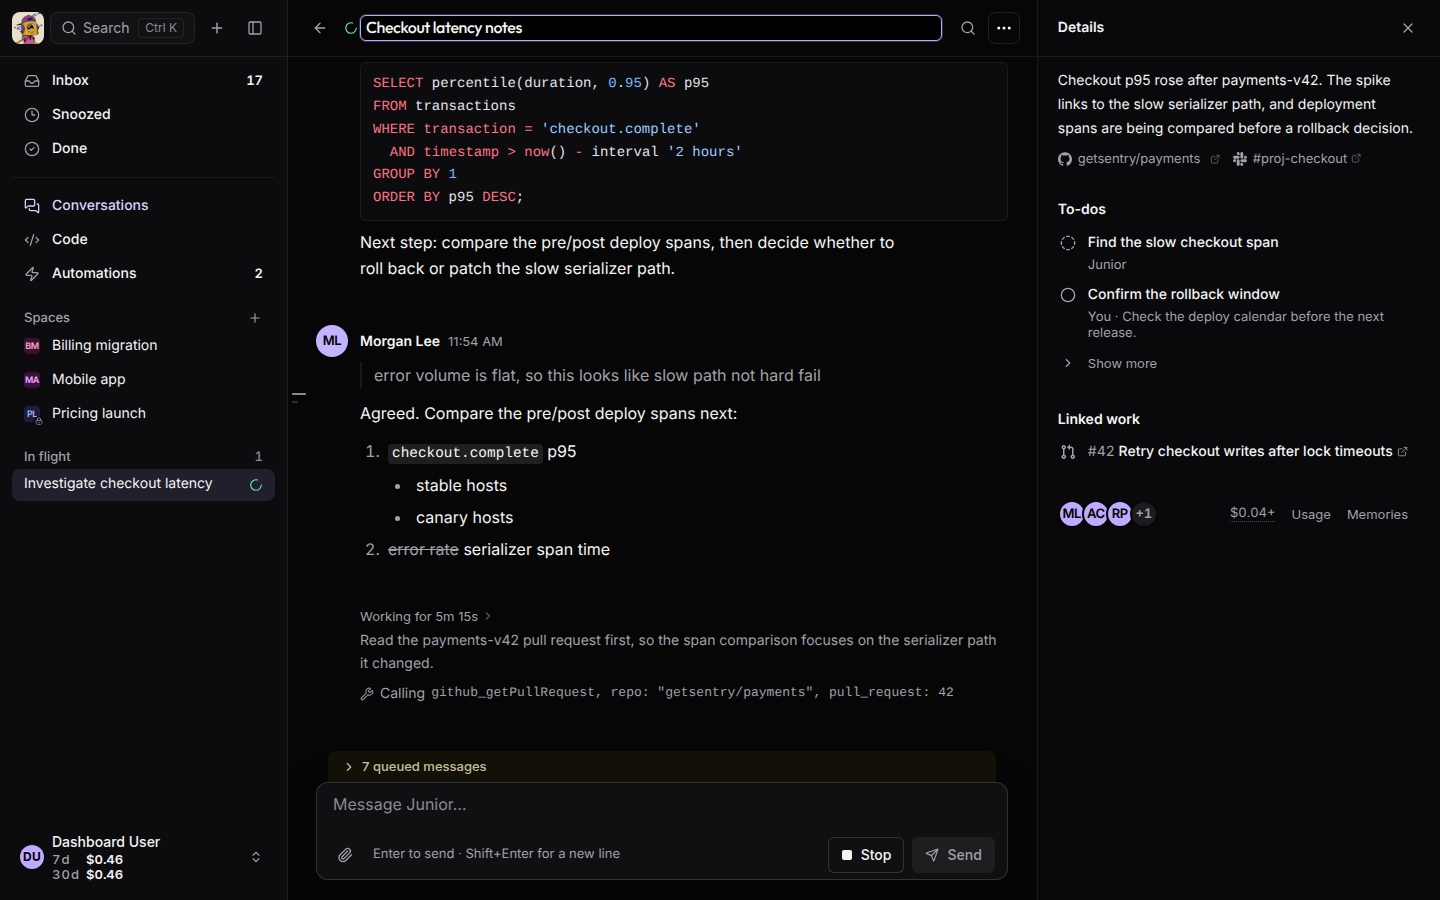 Search Ctrl K
Inbox 17
Snoozed
Done
Conversations
Code
Automations 2
Spaces
BM Billing migration
MA Mobile app
PL Pricing launch
In flight 1
Investigate checkout latency
DU Dashboard User
7d $0.46
30d $0.46
Checkout latency notes
SELECT percentile(duration, 0.95) AS p95
FROM transactions
WHERE transaction = 'checkout.complete'
AND timestamp > now() - interval '2 hours'
GROUP BY 1
ORDER BY p95 DESC;
Next step: compare the pre/post deploy spans, then decide whether to
roll back or patch the slow serializer path.
ML Morgan Lee 11:54 AM
error volume is flat, so this looks like slow path not hard fail
Agreed. Compare the pre/post deploy spans next:
1. checkout.complete p95
• stable hosts
• canary hosts
2. error rate serializer span time
Working for 5m 15s
Read the payments-v42 pull request first, so the span comparison focuses on the serializer path
it changed.
Calling github_getPullRequest, repo: "getsentry/payments", pull_request: 42
7 queued messages
Message Junior...
Enter to send · Shift+Enter for a new line
Stop
Send
Details
Checkout p95 rose after payments-v42. The spike
links to the slow serializer path, and deployment
spans are being compared before a rollback decision.
getsentry/payments #proj-checkout
To-dos
Find the slow checkout span
Junior
Confirm the rollback window
You · Check the deploy calendar before the next
release.
Show more
Linked work
#42 Retry checkout writes after lock timeouts
ML AC RP +1 $0.04+ Usage Memories